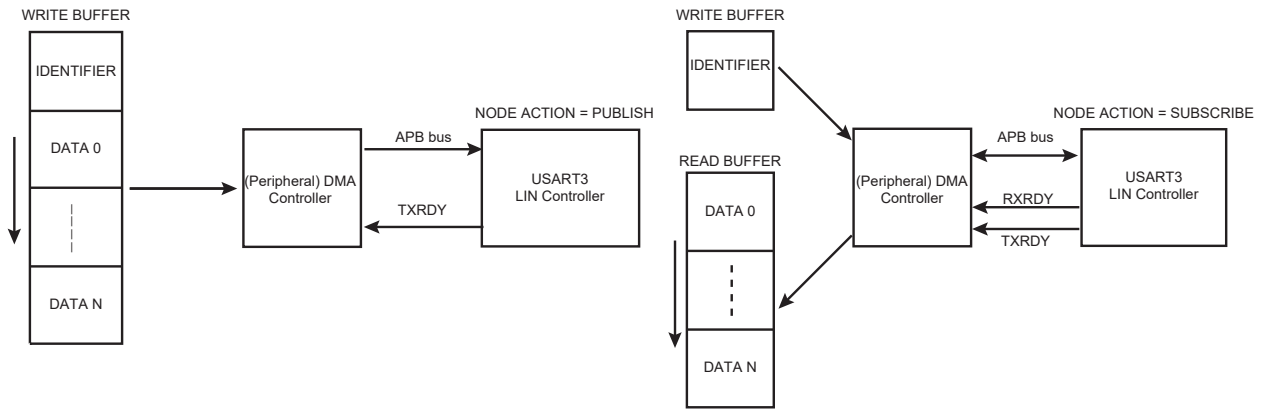 WRITE BUFFER
IDENTIFIER
DATA 0
DATA N
(Peripheral) DMA
Controller
APB bus
TXRDY
NODE ACTION = PUBLISH
USART3
LIN Controller
WRITE BUFFER
IDENTIFIER
READ BUFFER
DATA 0
DATA N
(Peripheral) DMA
Controller
APB bus
RXRDY
TXRDY
NODE ACTION = SUBSCRIBE
USART3
LIN Controller